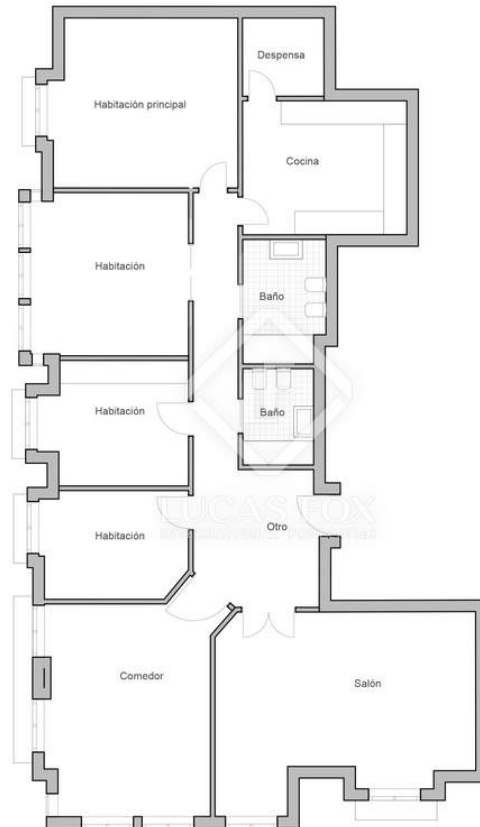 Despensa
Habitación principal
Cocina
Habitación
Baño
Habitación
Baño
LUCAS FOX
Otro
Habitación
Comedor
Salón